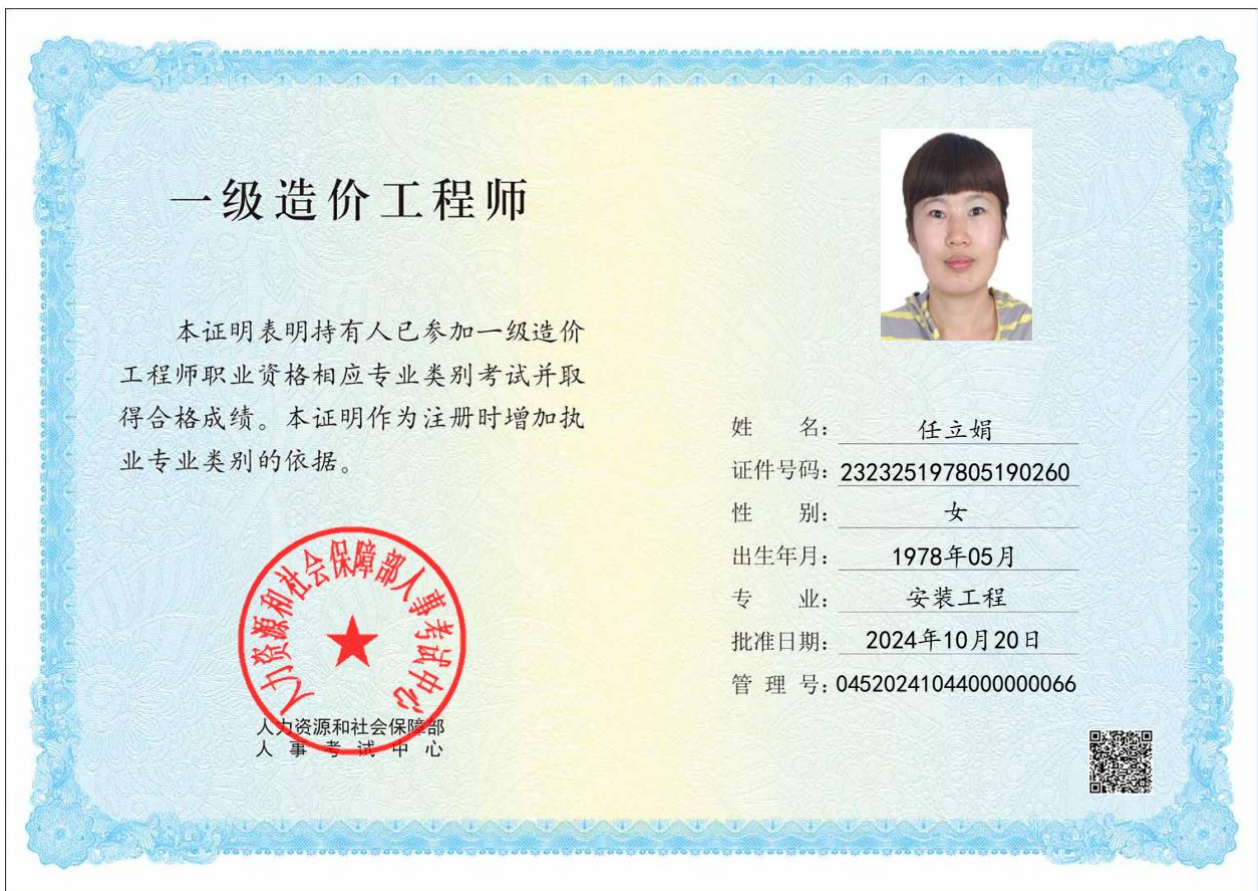 一级造价工程师
本证明表明持有人已参加一级造价
工程师职业资格相应专业类别考试并取
得合格成绩。本证明作为注册时增加执
业专业类别的依据。
人力资源和社会保障部人事考试中心
人力资源和社会保障部
人事考试中心
姓名：任立娟
证件号码：232325197805190260
性别：女
出生年月：1978年05月
专业：安装工程
批准日期：2024年10月20日
管理号：04520241044000000066